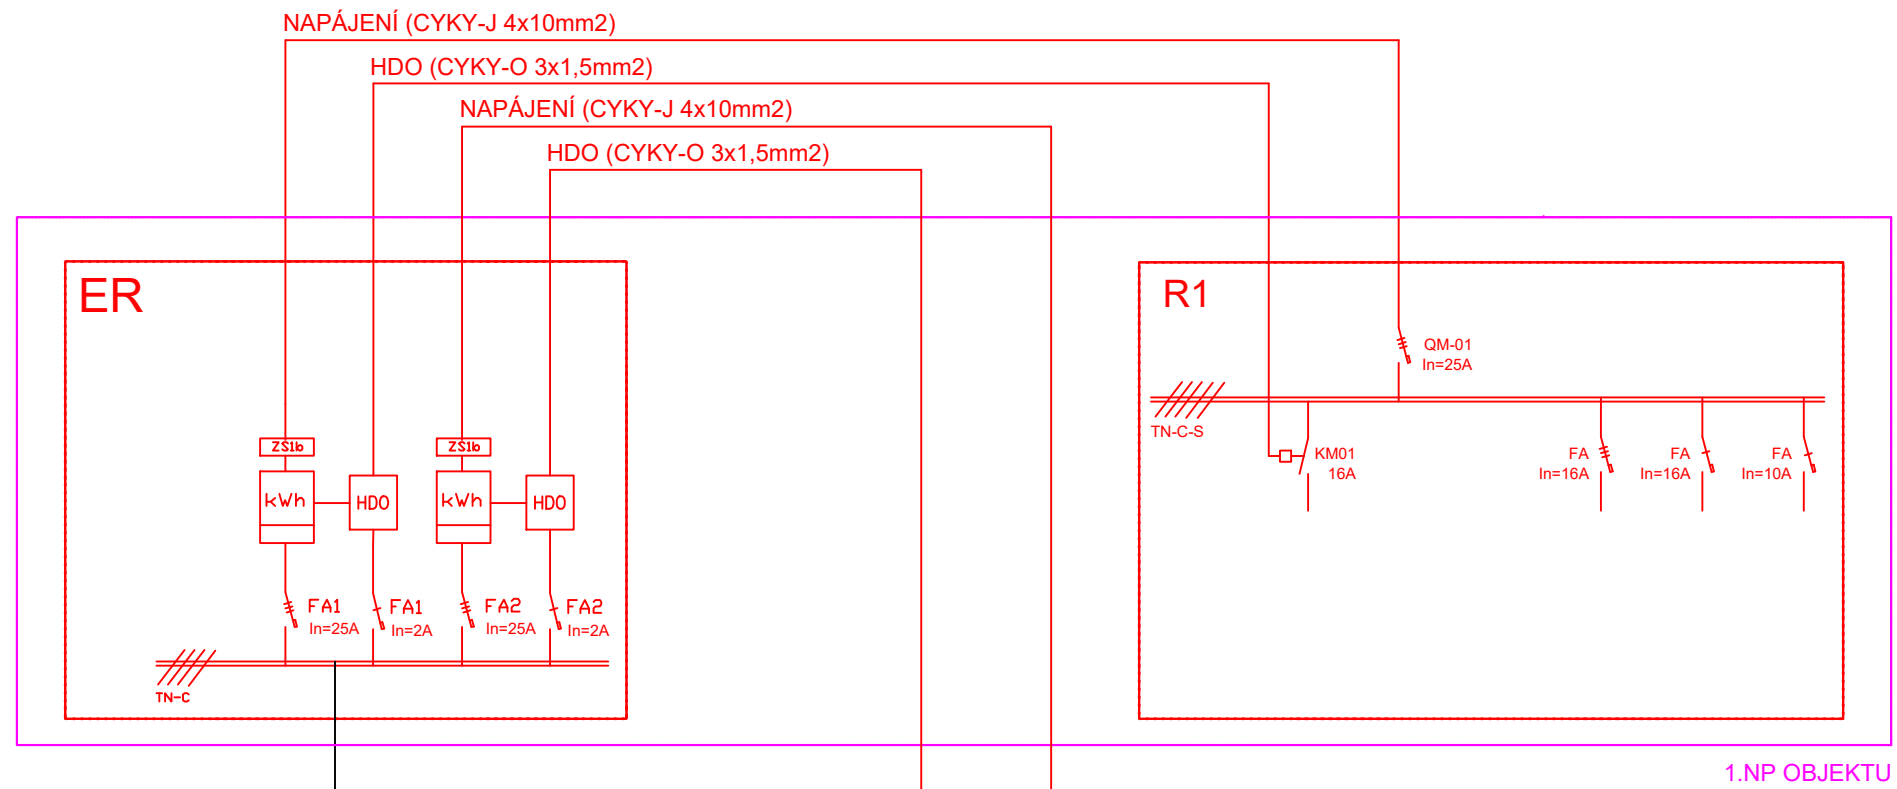 NAPÁJENÍ (CYKY-J 4x10mm2)
HDO (CYKY-O 3x1,5mm2)
NAPÁJENÍ (CYKY-J 4x10mm2)
HDO (CYKY-O 3x1,5mm2)
ER
ZS1b
kWh
HDO
ZS1b
kWh
HDO
FA1
In=25A
FA1
In=2A
FA2
In=25A
FA2
In=2A
TN-C
R1
QM-01
In=25A
TN-C-S
KM01
16A
FA
In=16A
FA
In=16A
FA
In=10A
1.NP OBJEKTU